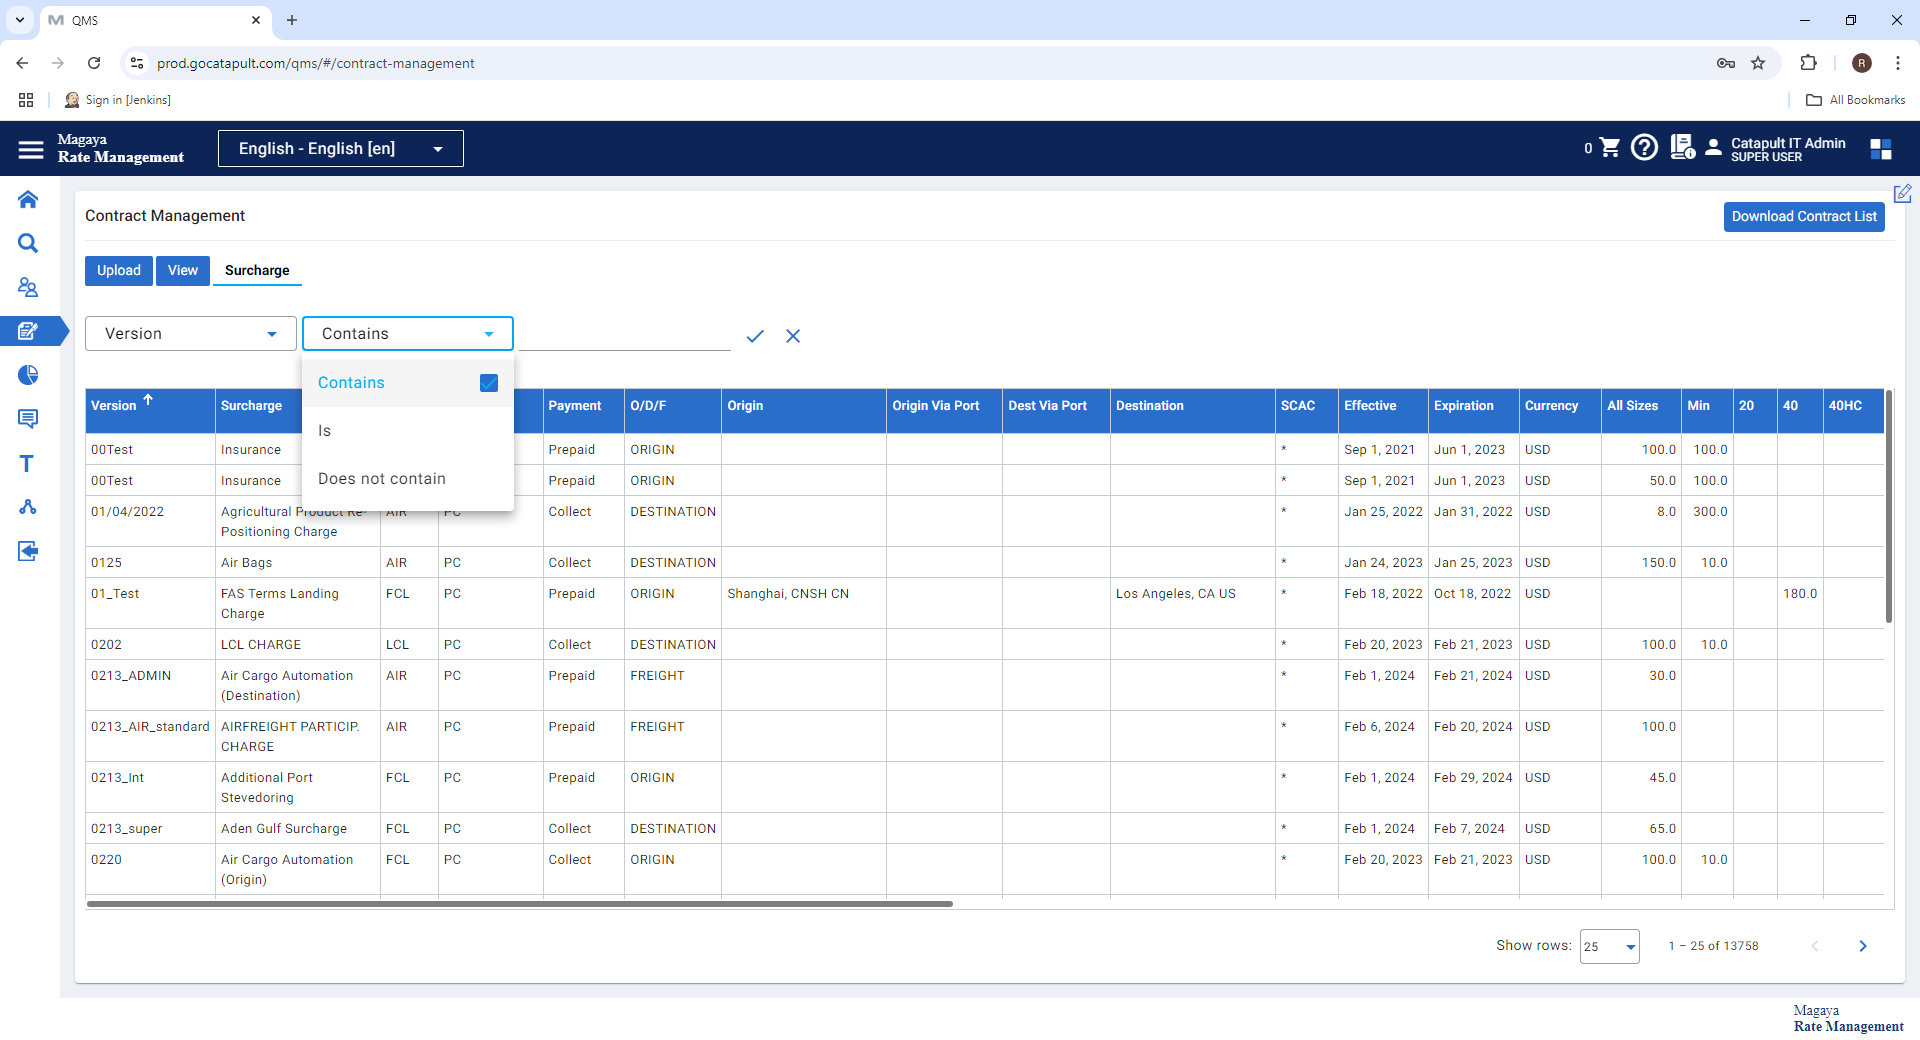 QMS
prod.gocatapult.com/qms/#/contract-management
R
Sign in [Jenkins]
All Bookmarks
Magaya
Rate Management
English - English [en]
0
Catapult IT Admin
SUPER USER
Contract Management
Download Contract List
Upload View Surcharge
Version Contains
Contains
Is
Does not contain
Version Surcharge Payment O/D/F Origin Origin Via Port Dest Via Port Destination SCAC Effective Expiration Currency All Sizes Min 20 40 40HC
00Test Insurance Prepaid ORIGIN * Sep 1, 2021 Jun 1, 2023 USD 100.0 100.0
00Test Insurance Prepaid ORIGIN * Sep 1, 2021 Jun 1, 2023 USD 50.0 100.0
01/04/2022 Agricultural Product Re- AIR PC Collect DESTINATION * Jan 25, 2022 Jan 31, 2022 USD 8.0 300.0
Positioning Charge
0125 Air Bags AIR PC Collect DESTINATION * Jan 24, 2023 Jan 25, 2023 USD 150.0 10.0
01_Test FAS Terms Landing FCL PC Prepaid ORIGIN Shanghai, CNSH CN Los Angeles, CA US * Feb 18, 2022 Oct 18, 2022 USD 180.0
Charge
0202 LCL CHARGE LCL PC Collect DESTINATION * Feb 20, 2023 Feb 21, 2023 USD 100.0 10.0
0213_ADMIN Air Cargo Automation AIR PC Prepaid FREIGHT * Feb 1, 2024 Feb 21, 2024 USD 30.0
(Destination)
0213_AIR_standard AIRFREIGHT PARTICIP. AIR PC Prepaid FREIGHT * Feb 6, 2024 Feb 20, 2024 USD 100.0
CHARGE
0213_Int Additional Port FCL PC Prepaid ORIGIN * Feb 1, 2024 Feb 29, 2024 USD 45.0
Stevedoring
0213_super Aden Gulf Surcharge FCL PC Collect DESTINATION * Feb 1, 2024 Feb 7, 2024 USD 65.0
0220 Air Cargo Automation FCL PC Collect ORIGIN * Feb 20, 2023 Feb 21, 2023 USD 100.0 10.0
(Origin)
Show rows: 25 1 – 25 of 13758
Magaya
Rate Management